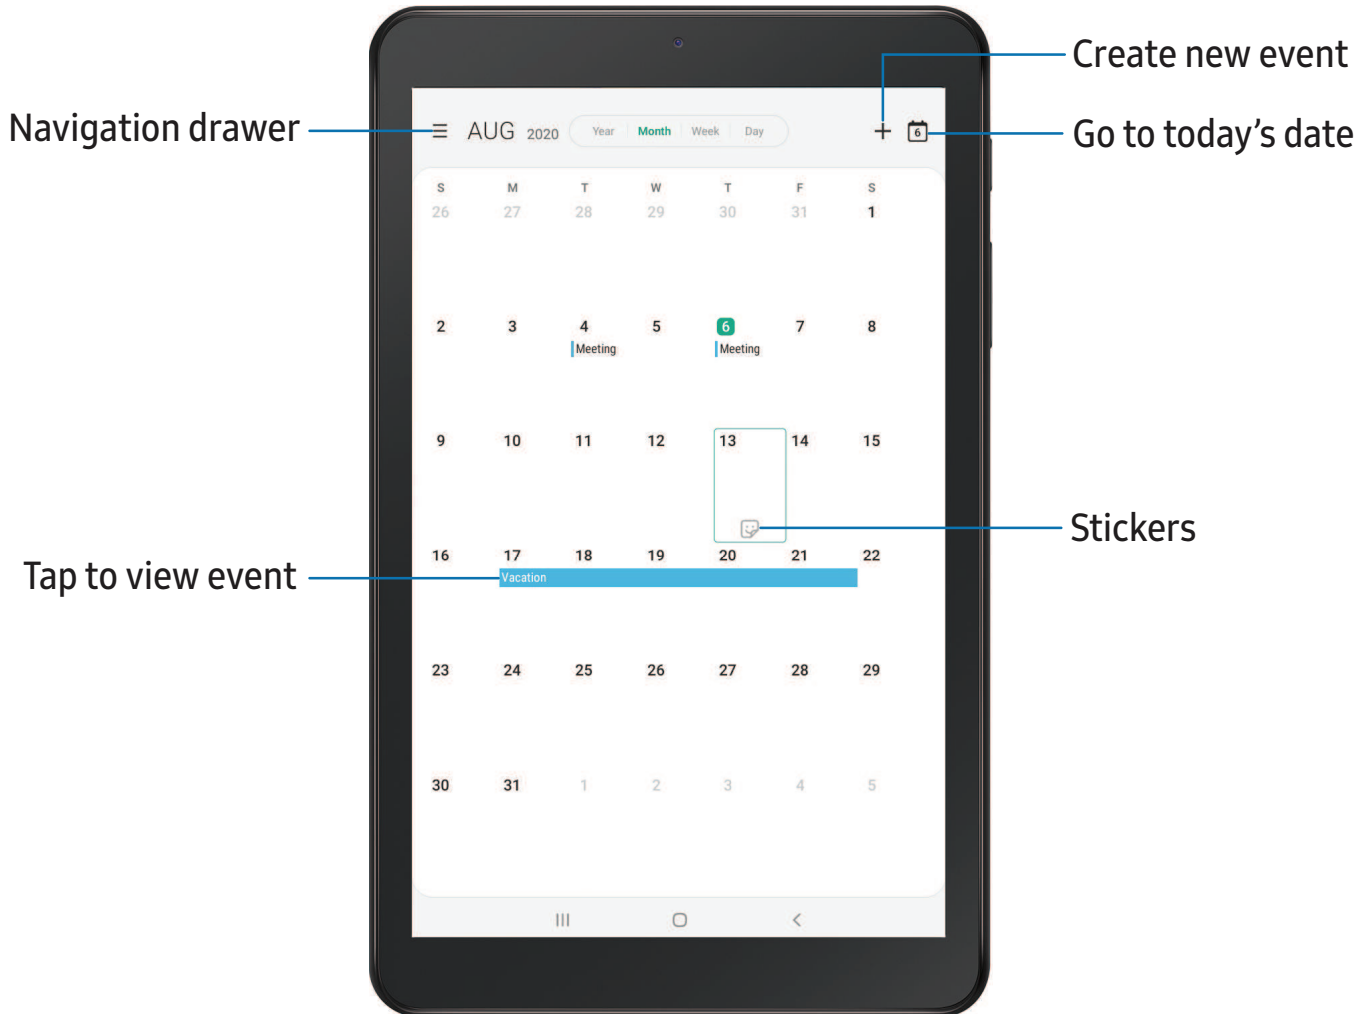 Create new event
Navigation drawer
AUG 2020 Year Month Week Day 6
Go to today's date
S M T W T F S
26 27 28 29 30 31 1
2 3 4 5 6 7 8
Meeting Meeting
9 10 11 12 13 14 15
Stickers
16 17 18 19 20 21 22
Tap to view event
Vacation
23 24 25 26 27 28 29
30 31 1 2 3 4 5